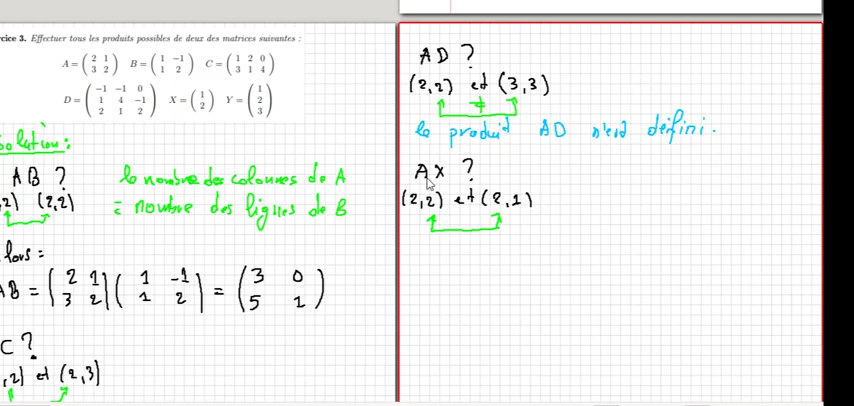 cice 3. Effectuer tous les produits possibles de deux des matrices suivantes :
A = ( 2 1 ; 3 2 ) B = ( 1 −1 ; 1 2 ) C = ( 1 2 0 ; 3 1 4 )
D = ( −1 −1 0 ; 1 4 −1 ; 2 1 2 ) X = ( 1 ; 2 ) Y = ( 1 ; 2 ; 3 )
olution:
AB ? le nombre des colonnes de A
,2) (2,2) = nombre des lignes de B
lors =
AB = ( 2 1 ; 3 2 ) ( 1 -1 ; 1 2 ) = ( 3 0 ; 5 1 )
C ?
,2) et (2,3)
AD ?
(2,2) et (3,3)
≠
le produit AD n'est défini.
AX ?
(2,2) et (2,1)